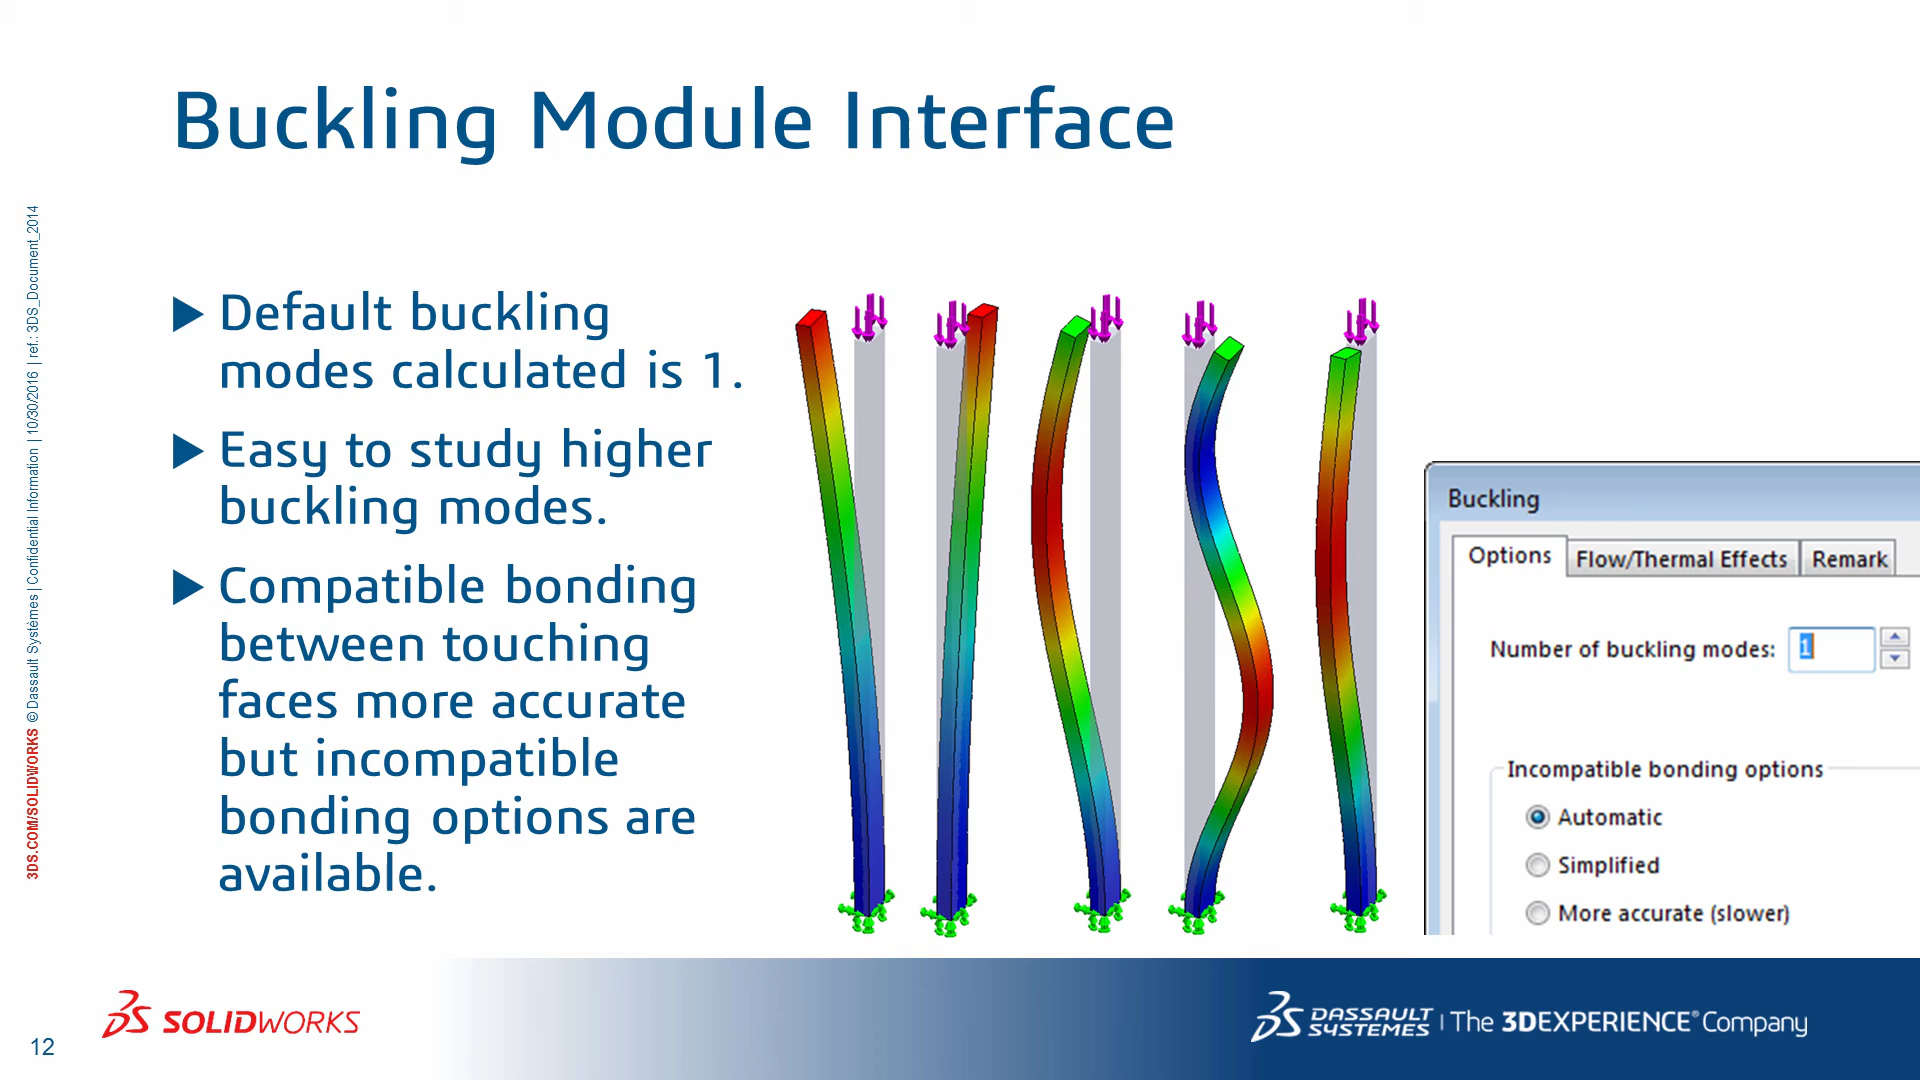 Buckling Module Interface
3DS.COM/SOLIDWORKS © Dassault Systèmes | Confidential Information | 10/30/2016 | ref.: 3DS_Document_2014
Default buckling
modes calculated is 1.
Easy to study higher
buckling modes.
Compatible bonding
between touching
faces more accurate
but incompatible
bonding options are
available.
Buckling
Options Flow/Thermal Effects Remark
Number of buckling modes: 1
Incompatible bonding options
Automatic
Simplified
More accurate (slower)
SOLIDWORKS
DASSAULT
SYSTEMES | The 3DEXPERIENCE® Company
12